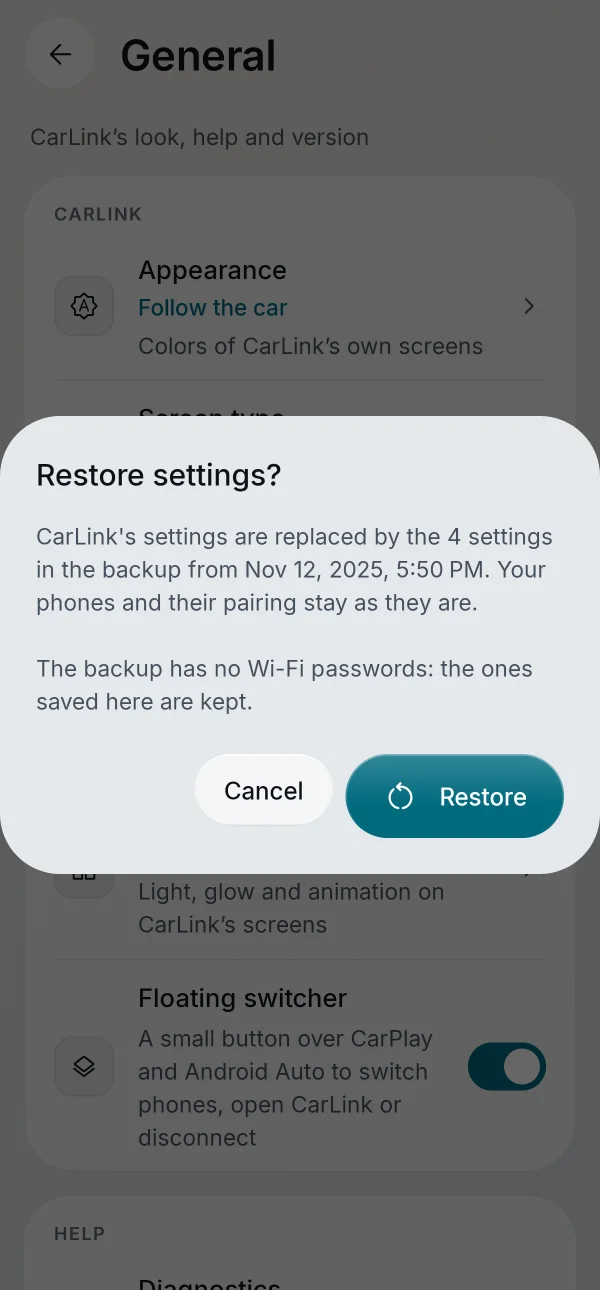 General
CarLink’s look, help and version
CARLINK
Appearance
Follow the car
Colors of CarLink’s own screens
Screen type
Restore settings?
CarLink's settings are replaced by the 4 settings
in the backup from Nov 12, 2025, 5:50 PM. Your
phones and their pairing stay as they are.
The backup has no Wi-Fi passwords: the ones
saved here are kept.
Cancel
Restore
Light, glow and animation on
CarLink’s screens
Floating switcher
A small button over CarPlay
and Android Auto to switch
phones, open CarLink or
disconnect
HELP
Diagnostics